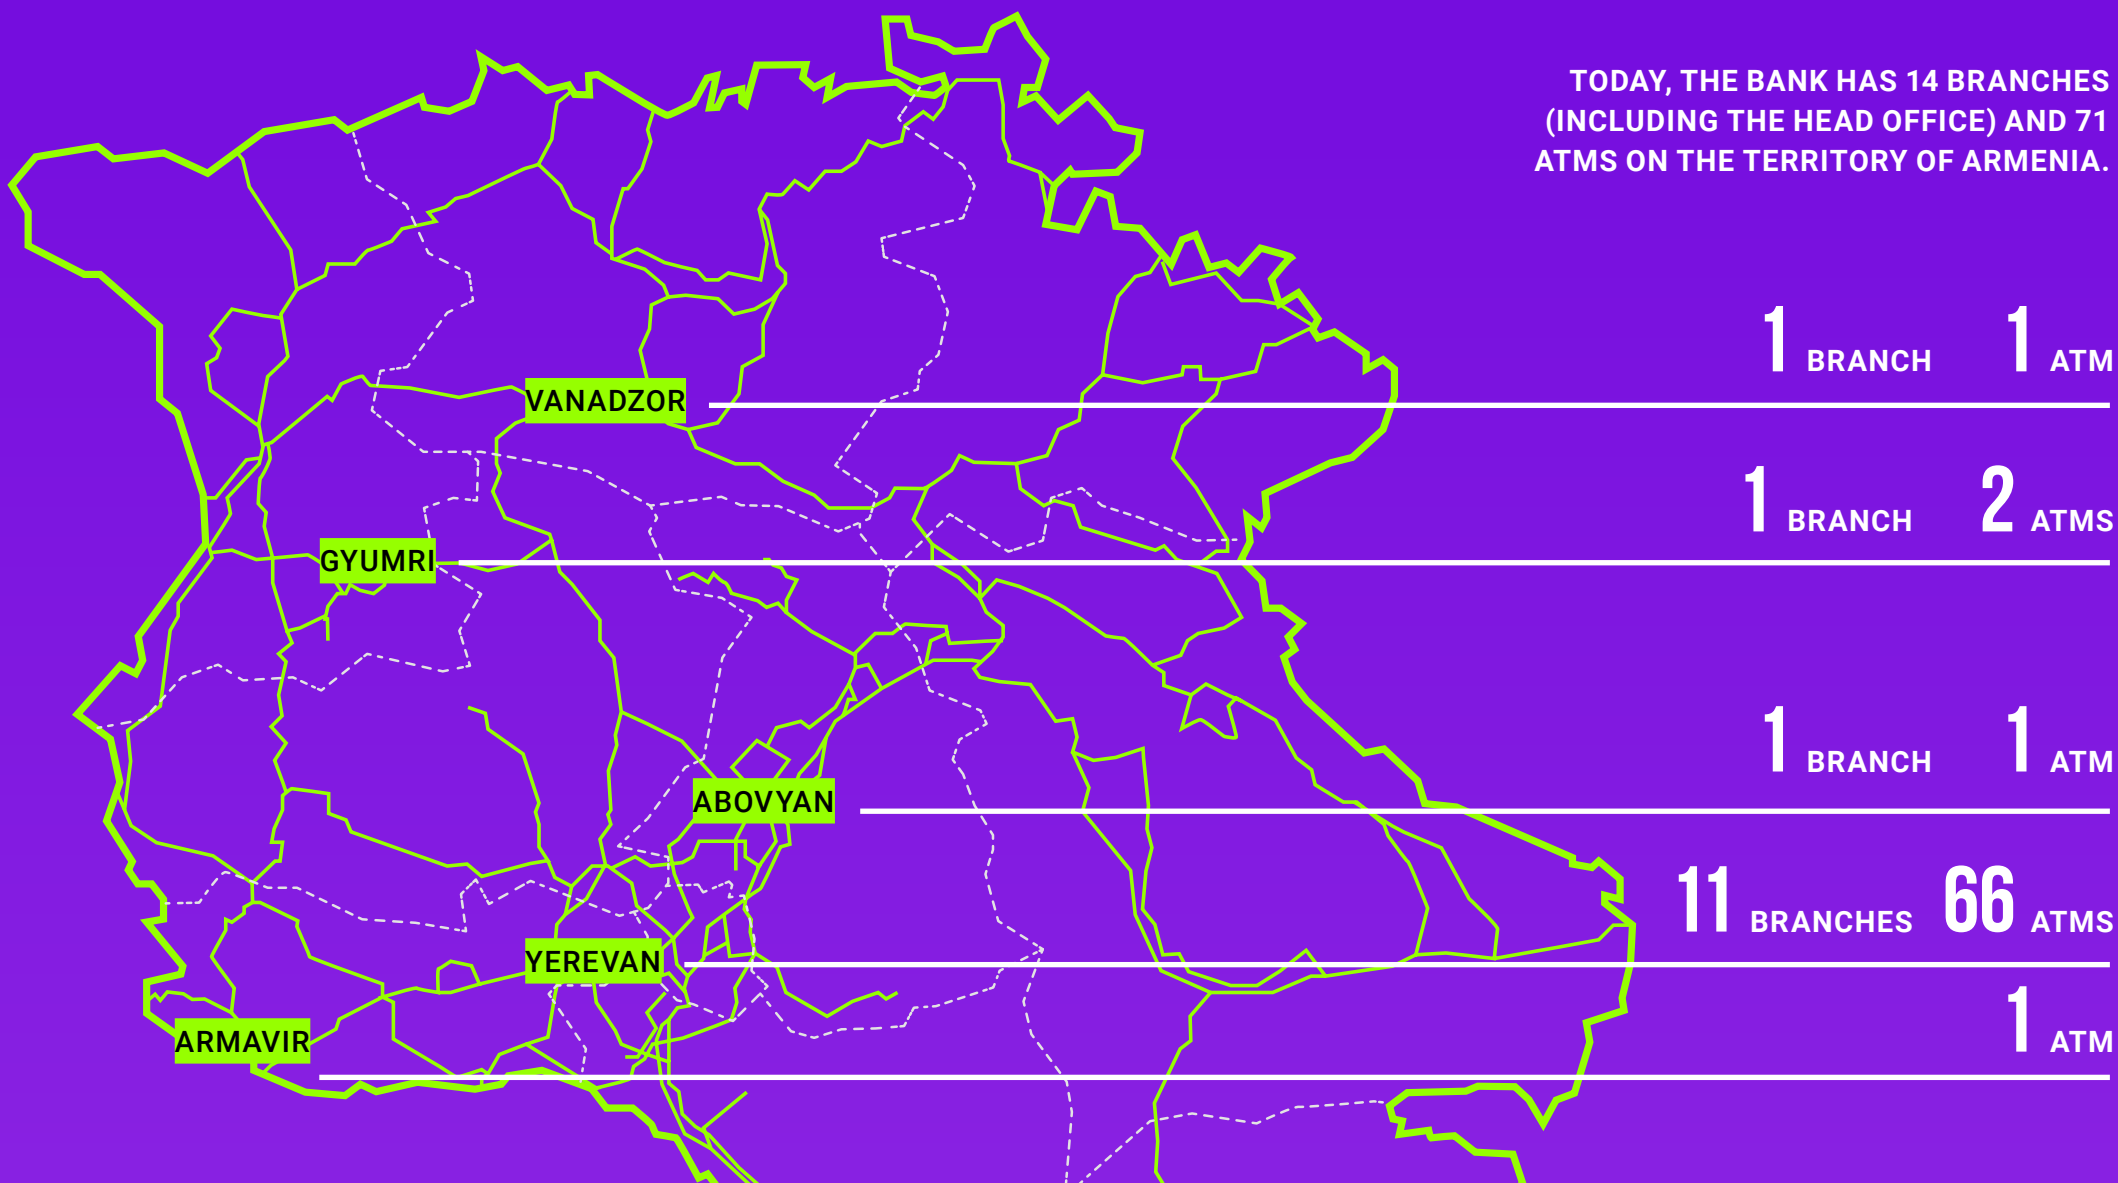 TODAY, THE BANK HAS 14 BRANCHES
(INCLUDING THE HEAD OFFICE) AND 71
ATMS ON THE TERRITORY OF ARMENIA.
VANADZOR 1 BRANCH 1 ATM
GYUMRI 1 BRANCH 2 ATMS
ABOVYAN 1 BRANCH 1 ATM
YEREVAN 11 BRANCHES 66 ATMS
ARMAVIR 1 ATM